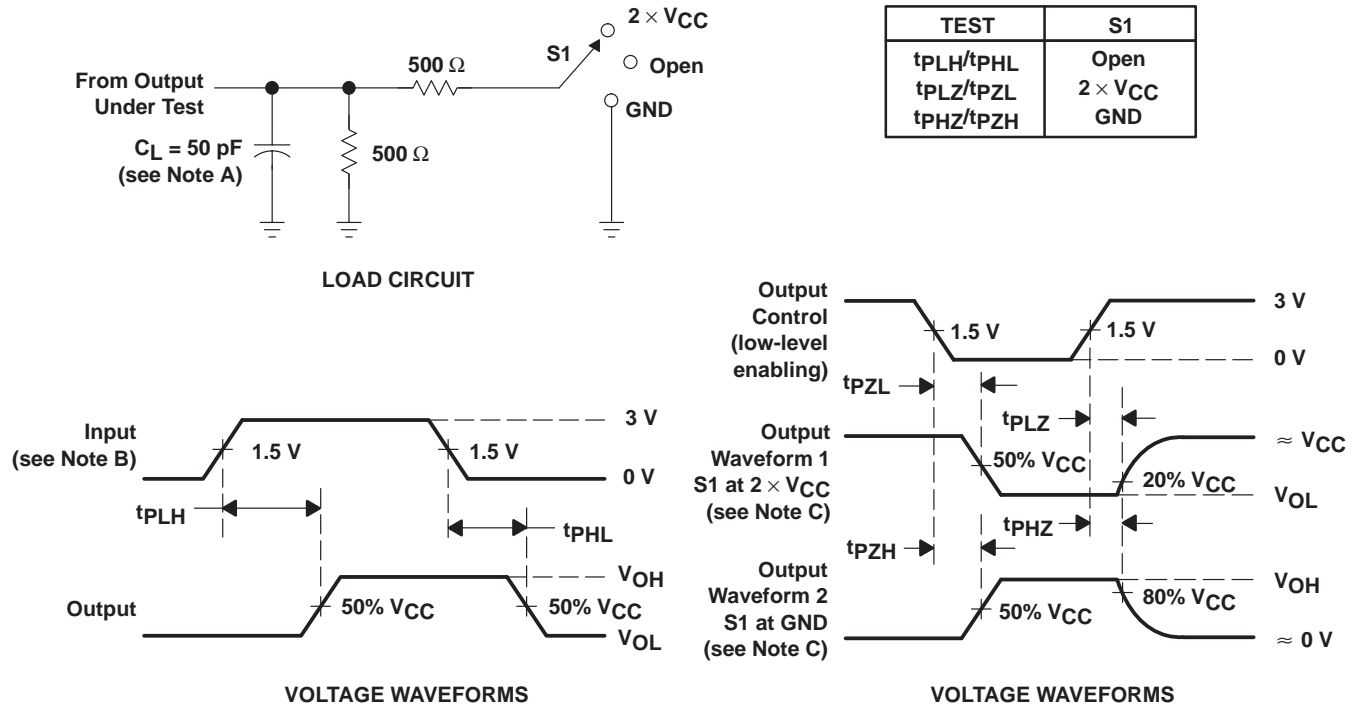 2 × VCC
S1
Open
GND
500 Ω
From Output
Under Test
CL = 50 pF
(see Note A)
500 Ω
LOAD CIRCUIT
TEST S1
tPLH/tPHL Open
tPLZ/tPZL 2 × VCC
tPHZ/tPZH GND
Input
(see Note B)
1.5 V
1.5 V
3 V
0 V
tPLH
tPHL
Output
50% VCC
50% VCC
VOH
VOL
VOLTAGE WAVEFORMS
Output
Control
(low-level
enabling)
1.5 V
1.5 V
3 V
0 V
tPZL
tPLZ
Output
Waveform 1
S1 at 2 × VCC
(see Note C)
50% VCC
20% VCC
≈ VCC
VOL
tPZH
tPHZ
Output
Waveform 2
S1 at GND
(see Note C)
50% VCC
80% VCC
VOH
≈ 0 V
VOLTAGE WAVEFORMS